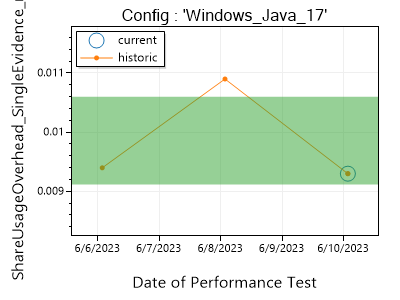 Config : 'Windows_Java_17'
current
historic
ShareUsageOverhead_SingleEvidence_
0.011
0.01
0.009
6/6/2023
6/7/2023
6/8/2023
6/9/2023
6/10/2023
Date of Performance Test